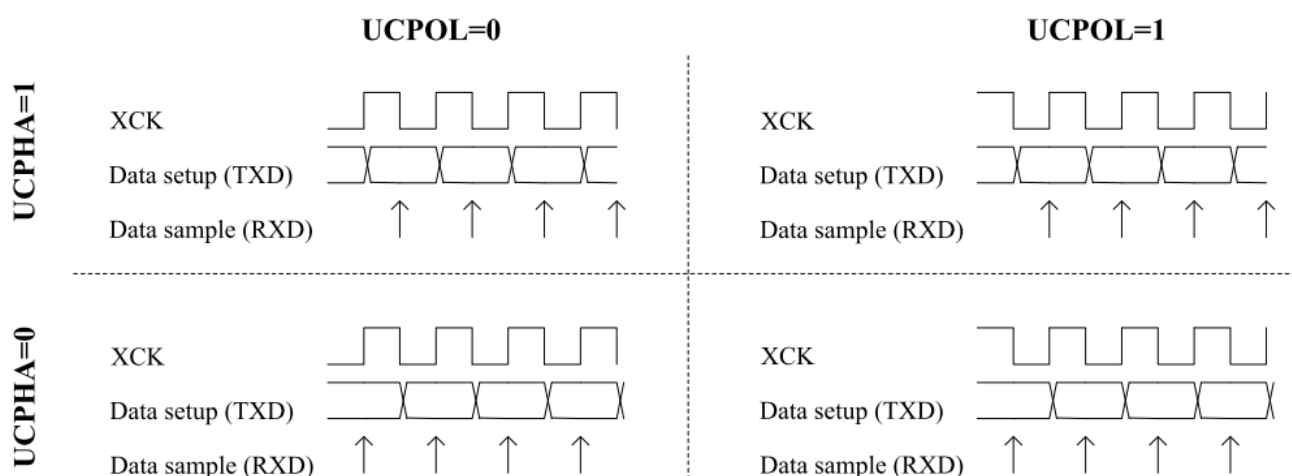 UCPOL=0
UCPOL=1
UCPHA=1
XCK
Data setup (TXD)
Data sample (RXD)
XCK
Data setup (TXD)
Data sample (RXD)
UCPHA=0
XCK
Data setup (TXD)
Data sample (RXD)
XCK
Data setup (TXD)
Data sample (RXD)